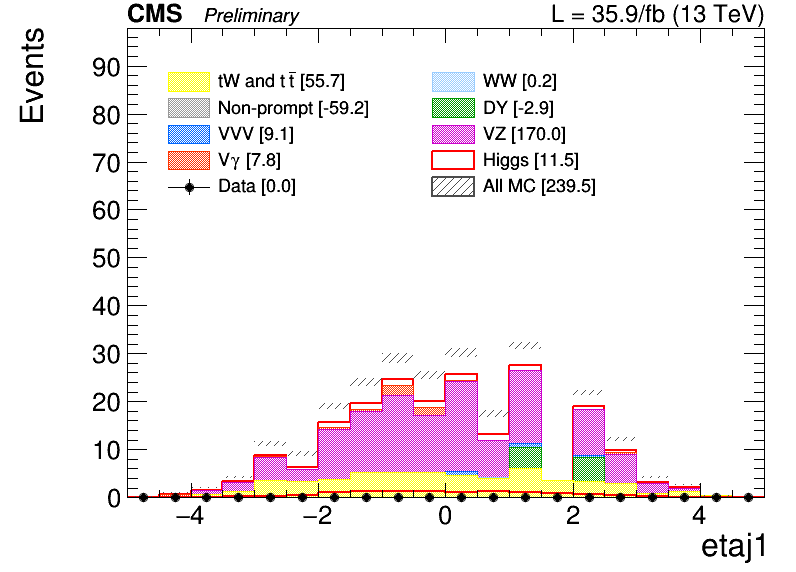 CMS Preliminary L = 35.9/fb (13 TeV)
Events
90
80
70
60
50
40
30
20
10
0
tW and t t̄ [55.7]
Non-prompt [-59.2]
VVV [9.1]
Vγ [7.8]
Data [0.0]
WW [0.2]
DY [-2.9]
VZ [170.0]
Higgs [11.5]
All MC [239.5]
−4 −2 0 2 4
etaj1